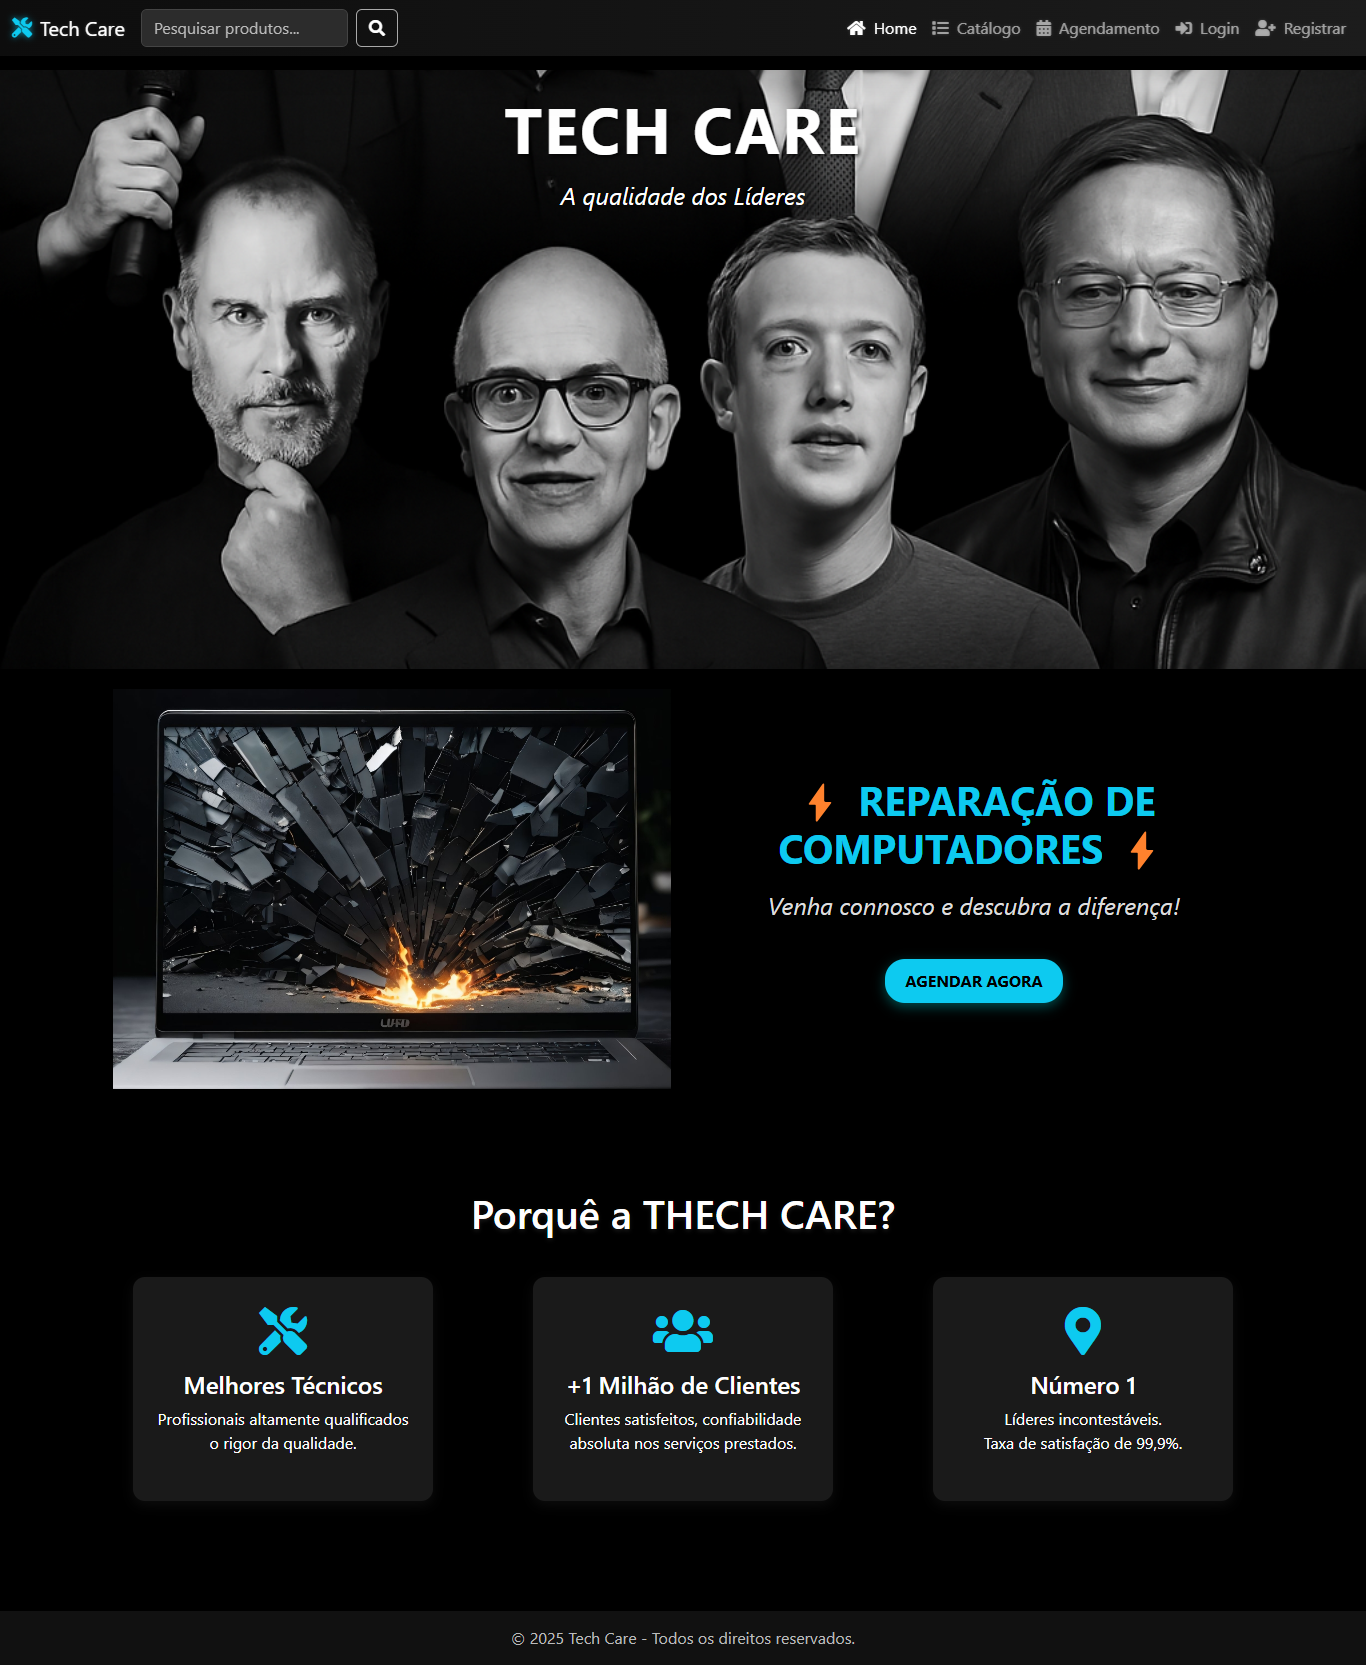 Tech Care
Pesquisar produtos...
Home
Catálogo
Agendamento
Login
Registrar
TECH CARE
A qualidade dos Líderes
REPARAÇÃO DE
COMPUTADORES
Venha connosco e descubra a diferença!
AGENDAR AGORA
Porquê a THECH CARE?
Melhores Técnicos
Profissionais altamente qualificados
o rigor da qualidade.
+1 Milhão de Clientes
Clientes satisfeitos, confiabilidade
absoluta nos serviços prestados.
Número 1
Líderes incontestáveis.
Taxa de satisfação de 99,9%.
© 2025 Tech Care - Todos os direitos reservados.